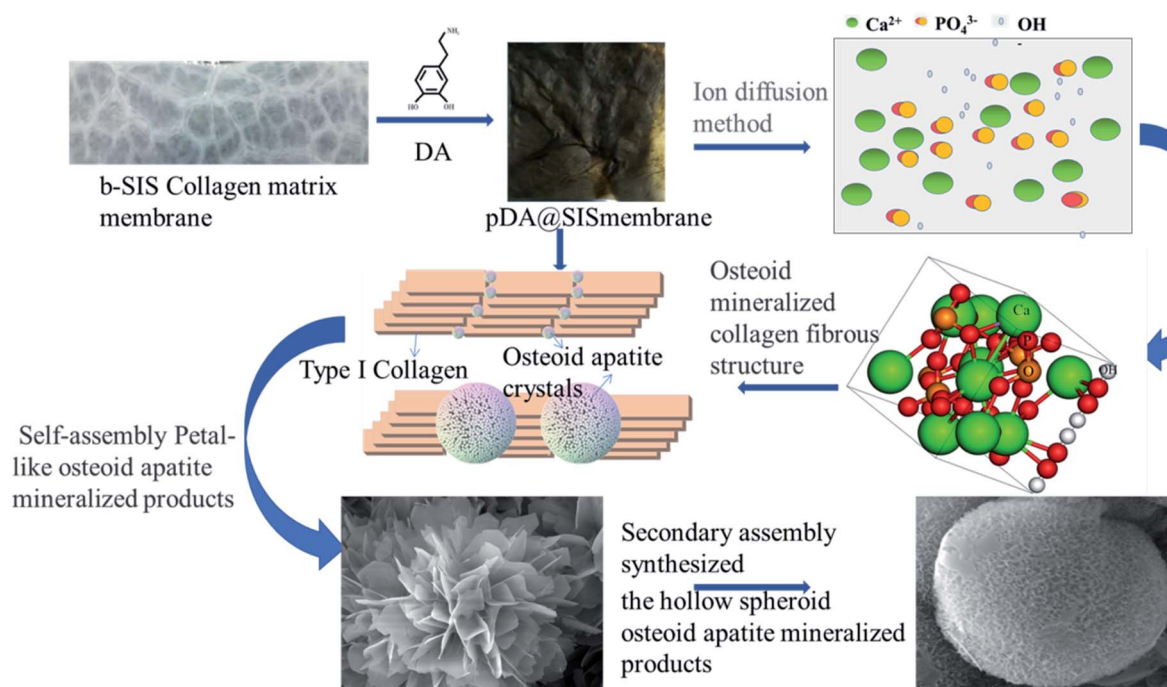 Ca2+ PO43- OH
-
NH2
HO OH
DA
b-SIS Collagen matrix
membrane
pDA@SISmembrane
Ion diffusion
method
Ca
P
O
OH
Osteoid
mineralized
collagen fibrous
structure
Type I Collagen
Osteoid apatite
crystals
Self-assembly Petal-
like osteoid apatite
mineralized products
Secondary assembly
synthesized
the hollow spheroid
osteoid apatite mineralized
products